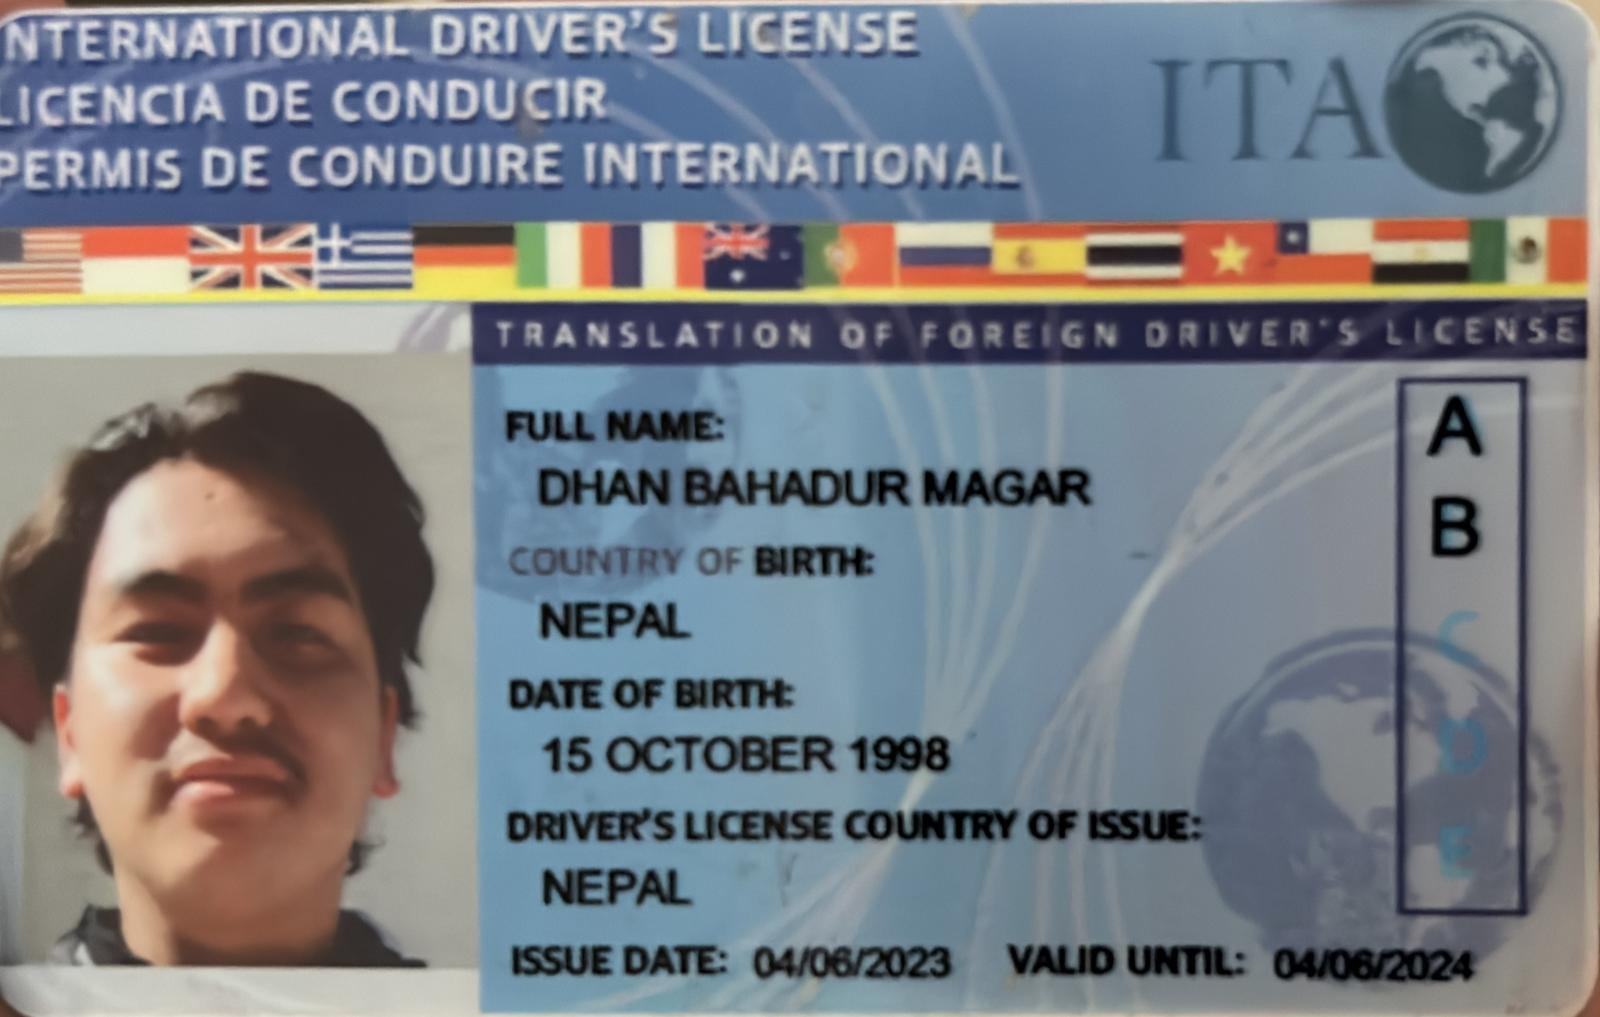 INTERNATIONAL DRIVER'S LICENSE
LICENCIA DE CONDUCIR
PERMIS DE CONDUIRE INTERNATIONAL
ITA
TRANSLATION OF FOREIGN DRIVER'S LICENSE
FULL NAME:
DHAN BAHADUR MAGAR
COUNTRY OF BIRTH:
NEPAL
DATE OF BIRTH:
15 OCTOBER 1998
DRIVER'S LICENSE COUNTRY OF ISSUE:
NEPAL
ISSUE DATE: 04/06/2023 VALID UNTIL: 04/06/2024
A
B
C
D
E